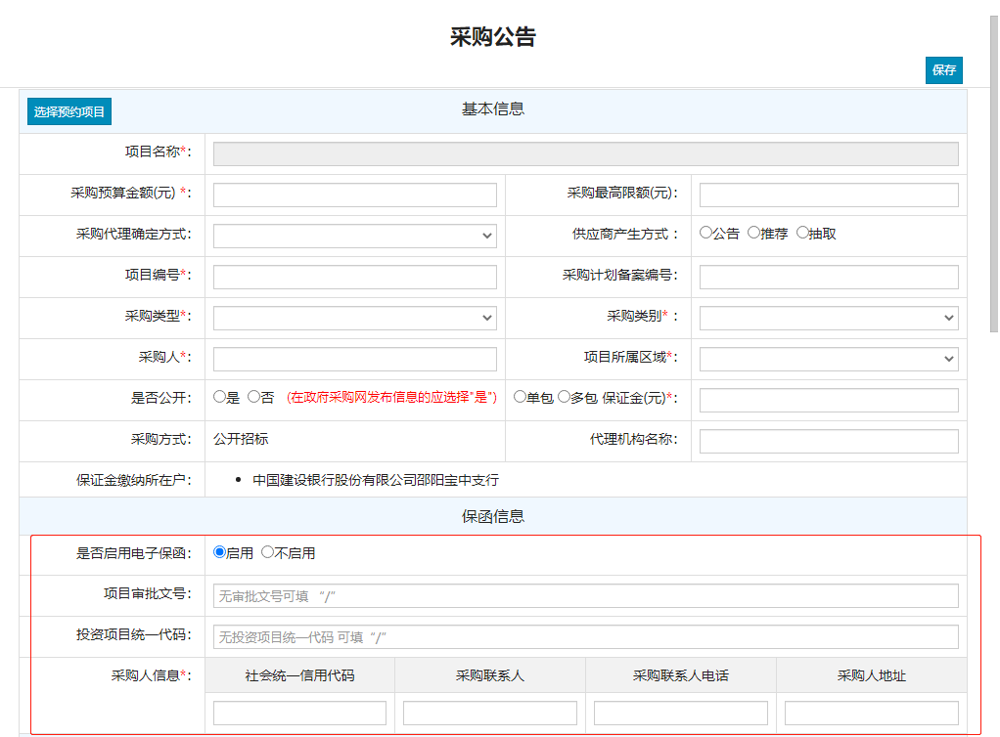 采购公告
保存
选择预约项目
基本信息
项目名称*:
采购预算金额(元) *: 采购最高限额(元):
采购代理确定方式: 供应商产生方式 : 公告 推荐 抽取
项目编号*: 采购计划备案编号:
采购类型*: 采购类别* :
采购人*: 项目所属区域*:
是否公开: 是 否 (在政府采购网发布信息的应选择"是") 单包 多包 保证金(元)*:
采购方式: 公开招标 代理机构名称:
保证金缴纳所在户: • 中国建设银行股份有限公司邵阳宝中支行
保函信息
是否启用电子保函: 启用 不启用
项目审批文号: 无审批文号可填 “/”
投资项目统一代码: 无投资项目统一代码 可填 “/”
采购人信息*: 社会统一信用代码 采购联系人 采购联系人电话 采购人地址